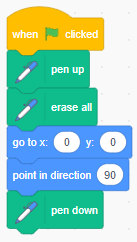 when clicked
pen up
erase all
go to x: 0 y: 0
point in direction 90
pen down